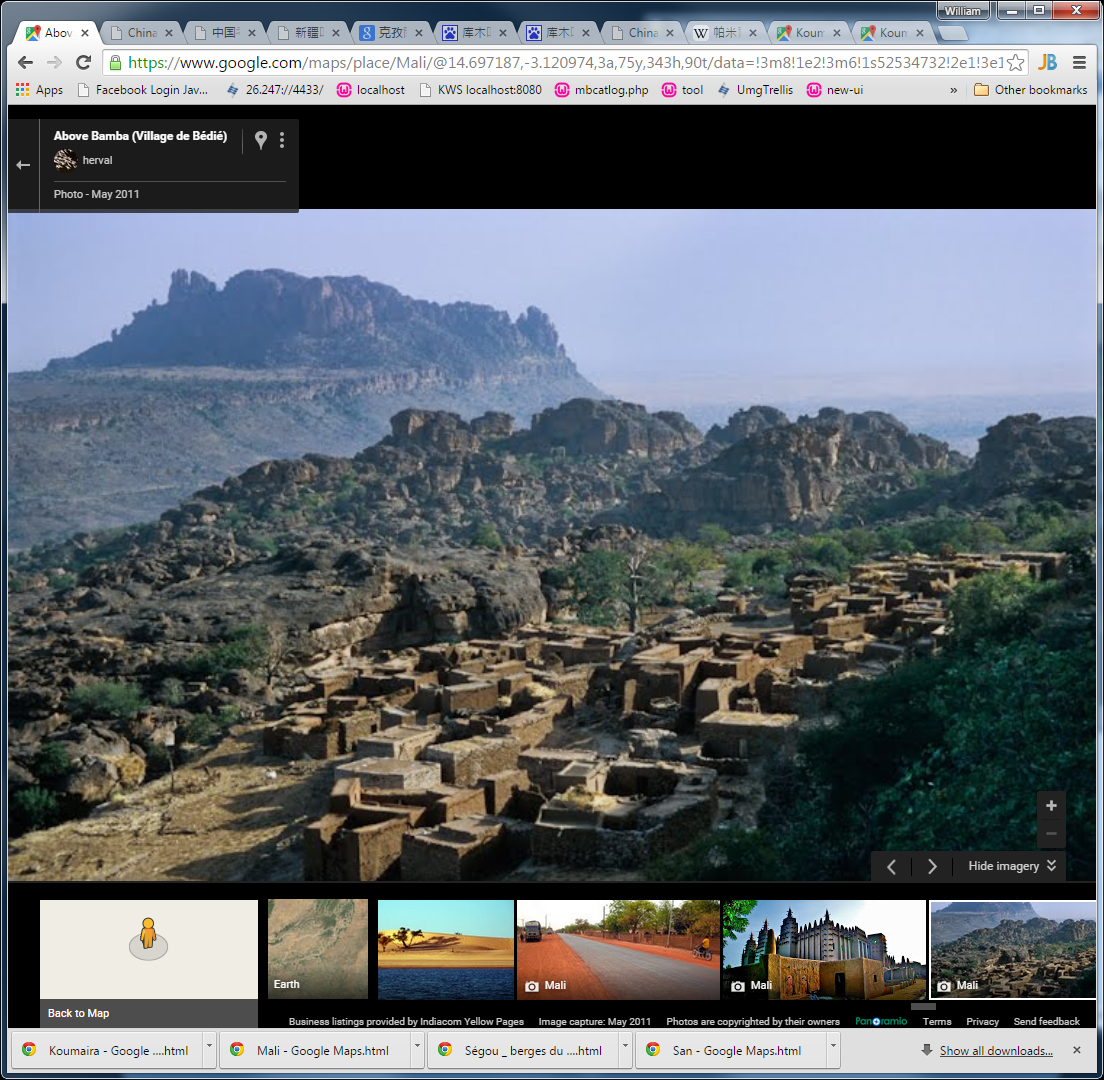 William
Abov
China
中国
新疆
克孜
库木
库木
China
帕米
Koum
Koun
https://www.google.com/maps/place/Mali/@14.697187,-3.120974,3a,75y,343h,90t/data=!3m8!1e2!3m6!1s52534732!2e1!3e1
JB
Apps
Facebook Login Jav...
26.247://4433/
localhost
KWS localhost:8080
mbcatlog.php
tool
UmgTrellis
new-ui
»
Other bookmarks
Above Bamba (Village de Bédié)
herval
Photo - May 2011
Hide imagery
Back to Map
Earth
Mali
Mali
Mali
Business listings provided by Indiacom Yellow Pages
Image capture: May 2011
Photos are copyrighted by their owners
Panoramio
Terms
Privacy
Send feedback
Koumaira - Google ....html
Mali - Google Maps.html
Ségou _ berges du ....html
San - Google Maps.html
Show all downloads...